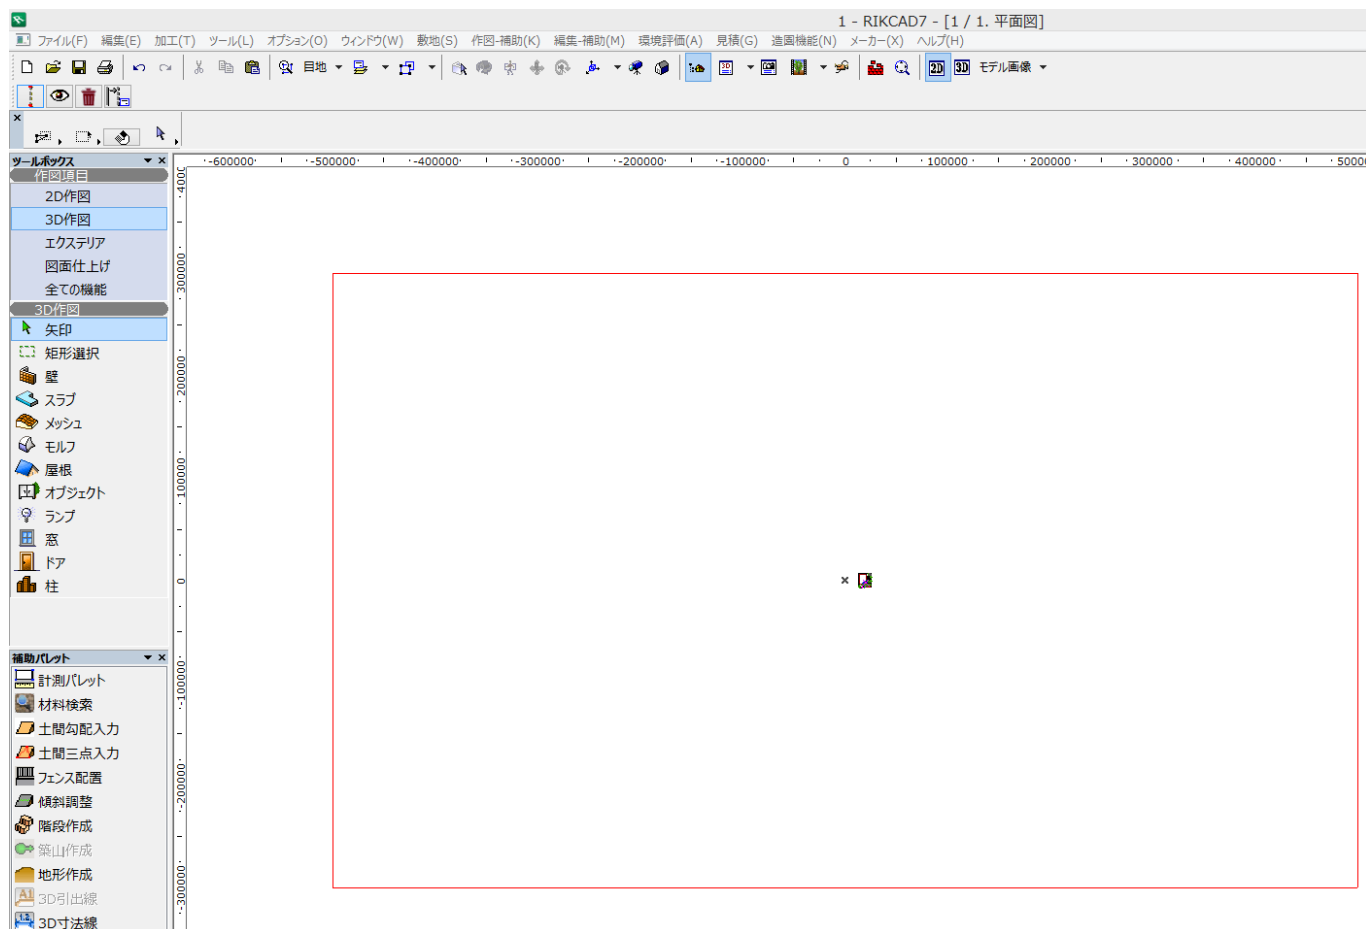 1 - RIKCAD7 - [1 / 1. 平面図]
ファイル(F) 編集(E) 加工(T) ツール(L) オプション(O) ウィンドウ(W) 敷地(S) 作図-補助(K) 編集-補助(M) 環境評価(A) 見積(G) 造園機能(N) メーカー(X) ヘルプ(H)
目地 2D 3D モデル画像
ツールボックス
作図項目
2D作図
3D作図
エクステリア
図面仕上げ
全ての機能
3D作図
矢印
矩形選択
壁
スラブ
メッシュ
モルフ
屋根
オブジェクト
ランプ
窓
ドア
柱
補助パレット
計測パレット
材料検索
土間勾配入力
土間三点入力
フェンス配置
傾斜調整
階段作成
築山作成
地形作成
A1 3D引出線
1.2 3D寸法線
-600000 -500000 -400000 -300000 -200000 -100000 0 100000 200000 300000 400000 5000
4000
300000
200000
100000
0
-100000
-200000
-300000